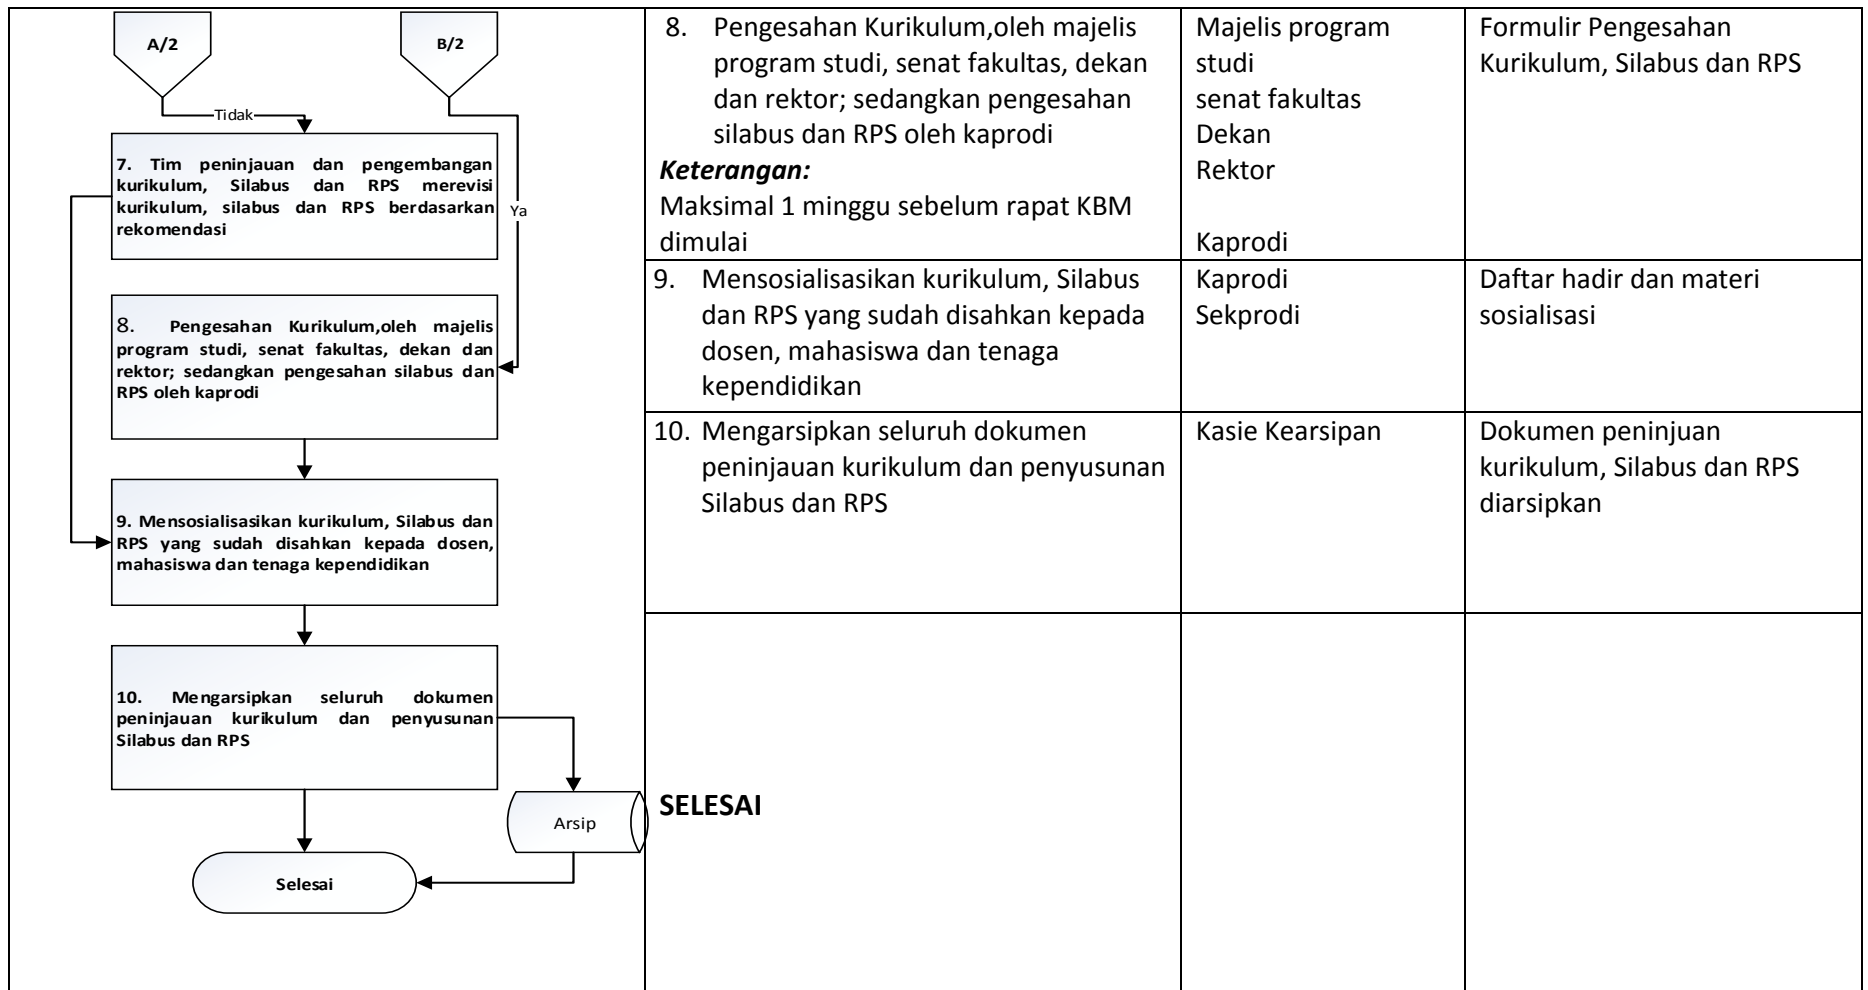 A/2
B/2
Tidak
7. Tim peninjauan dan pengembangan
kurikulum, Silabus dan RPS merevisi
kurikulum, silabus dan RPS berdasarkan
rekomendasi
Ya
8. Pengesahan Kurikulum,oleh majelis
program studi, senat fakultas, dekan dan
rektor; sedangkan pengesahan silabus dan
RPS oleh kaprodi
9. Mensosialisasikan kurikulum, Silabus dan
RPS yang sudah disahkan kepada dosen,
mahasiswa dan tenaga kependidikan
10. Mengarsipkan seluruh dokumen
peninjauan kurikulum dan penyusunan
Silabus dan RPS
Arsip
Selesai
8. Pengesahan Kurikulum,oleh majelis
program studi, senat fakultas, dekan
dan rektor; sedangkan pengesahan
silabus dan RPS oleh kaprodi
Keterangan:
Maksimal 1 minggu sebelum rapat KBM
dimulai
Majelis program
studi
senat fakultas
Dekan
Rektor
Kaprodi
Formulir Pengesahan
Kurikulum, Silabus dan RPS
9. Mensosialisasikan kurikulum, Silabus
dan RPS yang sudah disahkan kepada
dosen, mahasiswa dan tenaga
kependidikan
Kaprodi
Sekprodi
Daftar hadir dan materi
sosialisasi
10. Mengarsipkan seluruh dokumen
peninjauan kurikulum dan penyusunan
Silabus dan RPS
Kasie Kearsipan
Dokumen peninjuan
kurikulum, Silabus dan RPS
diarsipkan
SELESAI